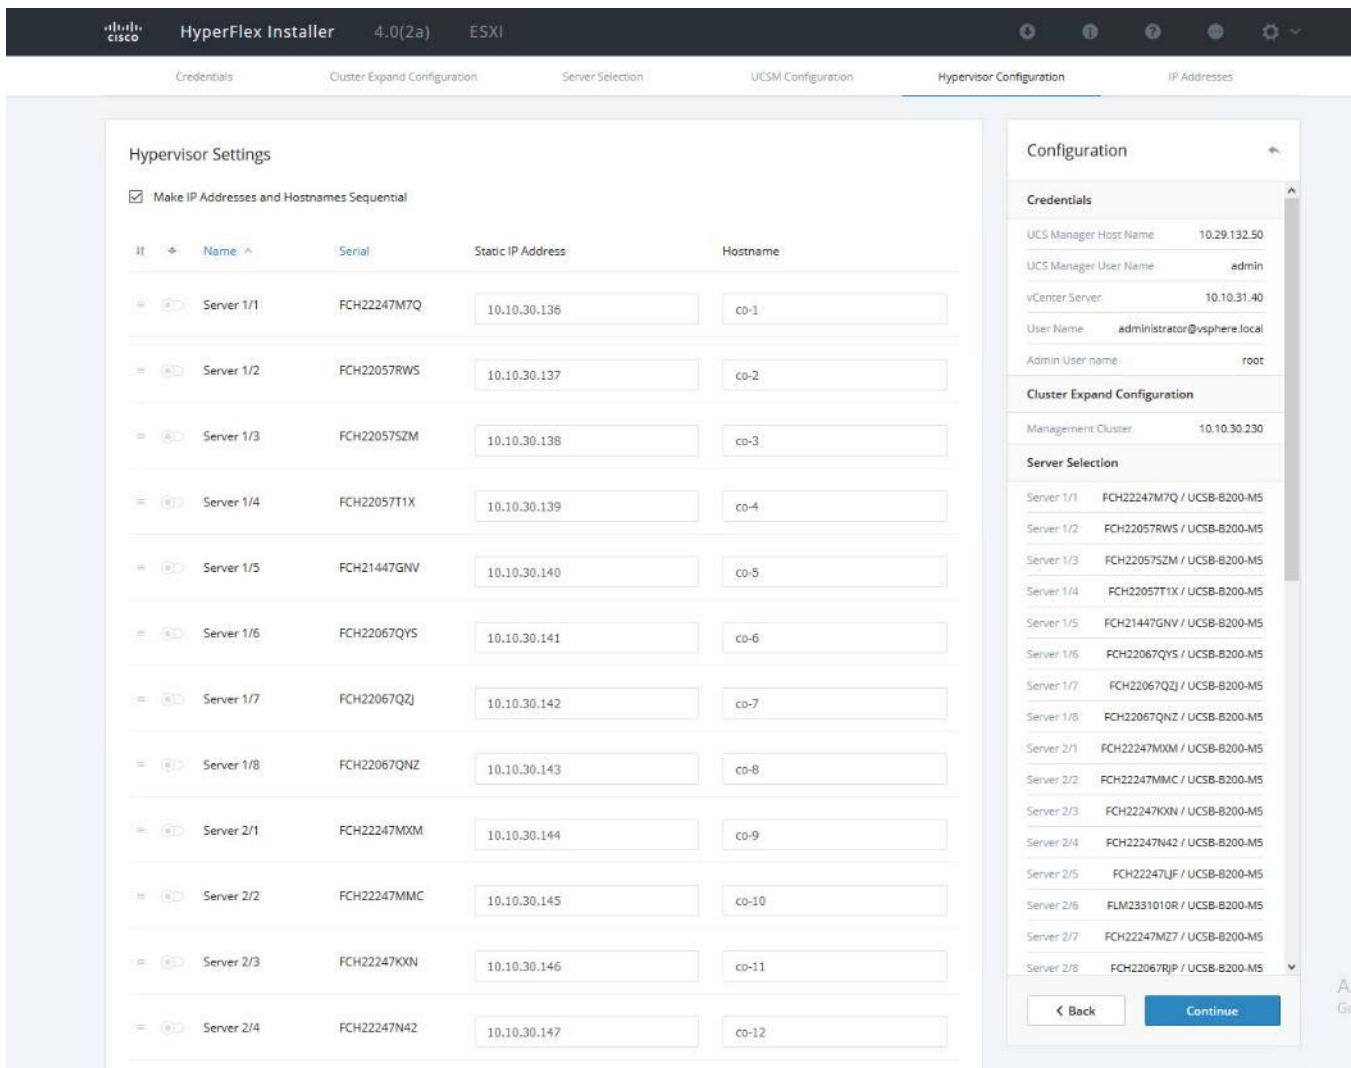 cisco HyperFlex Installer 4.0(2a) ESXI
Credentials Cluster Expand Configuration Server Selection UCSM Configuration Hypervisor Configuration IP Addresses
Hypervisor Settings
Make IP Addresses and Hostnames Sequential
Name Serial Static IP Address Hostname
Server 1/1 FCH22247M7Q 10.10.30.136 co-1
Server 1/2 FCH22057RWS 10.10.30.137 co-2
Server 1/3 FCH22057SZM 10.10.30.138 co-3
Server 1/4 FCH22057T1X 10.10.30.139 co-4
Server 1/5 FCH21447GNV 10.10.30.140 co-5
Server 1/6 FCH22067QYS 10.10.30.141 co-6
Server 1/7 FCH22067QZJ 10.10.30.142 co-7
Server 1/8 FCH22067QNZ 10.10.30.143 co-8
Server 2/1 FCH22247MXM 10.10.30.144 co-9
Server 2/2 FCH22247MMC 10.10.30.145 co-10
Server 2/3 FCH22247KXN 10.10.30.146 co-11
Server 2/4 FCH22247N42 10.10.30.147 co-12
Configuration
Credentials
UCS Manager Host Name 10.29.132.50
UCS Manager User Name admin
vCenter Server 10.10.31.40
User Name administrator@vsphere.local
Admin User name root
Cluster Expand Configuration
Management Cluster 10.10.30.230
Server Selection
Server 1/1 FCH22247M7Q / UCSB-B200-M5
Server 1/2 FCH22057RWS / UCSB-B200-M5
Server 1/3 FCH22057SZM / UCSB-B200-M5
Server 1/4 FCH22057T1X / UCSB-B200-M5
Server 1/5 FCH21447GNV / UCSB-B200-M5
Server 1/6 FCH22067QYS / UCSB-B200-M5
Server 1/7 FCH22067QZJ / UCSB-B200-M5
Server 1/8 FCH22067QNZ / UCSB-B200-M5
Server 2/1 FCH22247MXM / UCSB-B200-M5
Server 2/2 FCH22247MMC / UCSB-B200-M5
Server 2/3 FCH22247KXN / UCSB-B200-M5
Server 2/4 FCH22247N42 / UCSB-B200-M5
Server 2/5 FCH22247LJF / UCSB-B200-M5
Server 2/6 FLM2331010R / UCSB-B200-M5
Server 2/7 FCH22247MZ7 / UCSB-B200-M5
Server 2/8 FCH22067RJP / UCSB-B200-M5
Back Continue